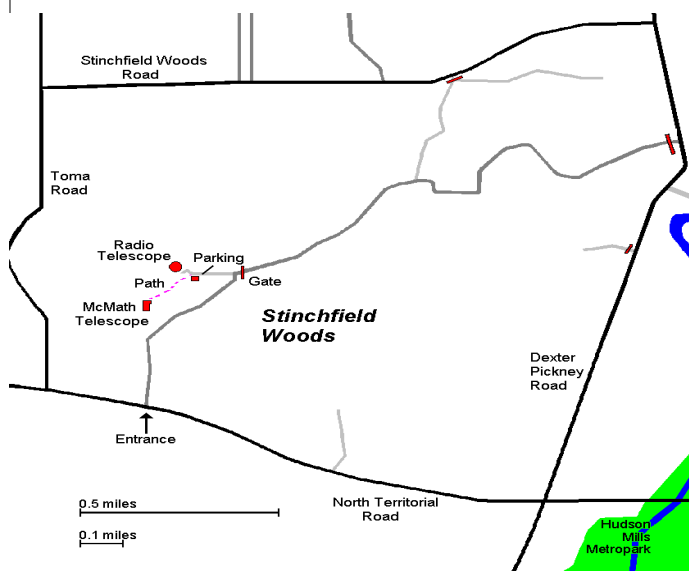 Stinchfield Woods
Road
Toma
Road
Radio
Telescope
Parking
Path
Gate
McMath
Telescope
Stinchfield
Woods
Dexter
Pickney
Road
Entrance
0.5 miles
North Territorial
Road
0.1 miles
Hudson
Mills
Metropark